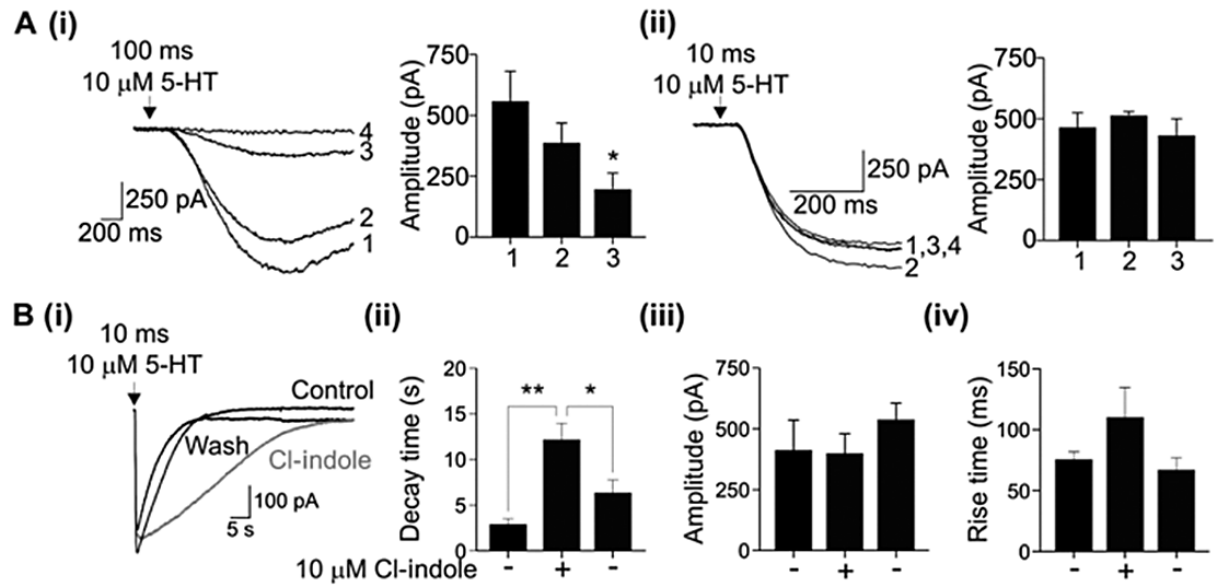 A (i)
100 ms
10 µM 5-HT
4
3
2
1
250 pA
200 ms
Amplitude (pA)
750
500
250
0
*
1 2 3
(ii)
10 ms
10 µM 5-HT
250 pA
200 ms
1,3,4
2
Amplitude (pA)
750
500
250
0
1 2 3
B (i)
10 ms
10 µM 5-HT
Control
Wash
Cl-indole
100 pA
5 s
(ii)
Decay time (s)
20
15
10
5
0
** *
10 µM Cl-indole - + -
(iii)
Amplitude (pA)
750
500
250
0
- + -
(iv)
Rise time (ms)
150
100
50
0
- + -